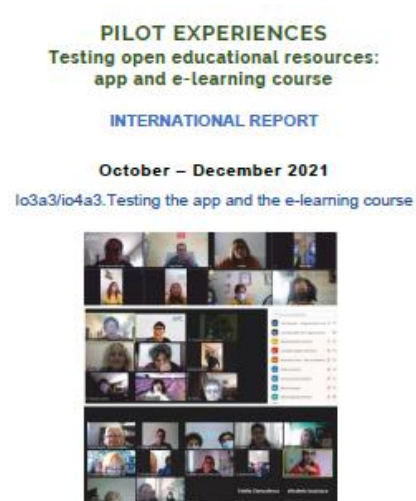 PILOT EXPERIENCES
Testing open educational resources:
app and e-learning course
INTERNATIONAL REPORT
October – December 2021
Io3a3/io4a3.Testing the app and the e-learning course